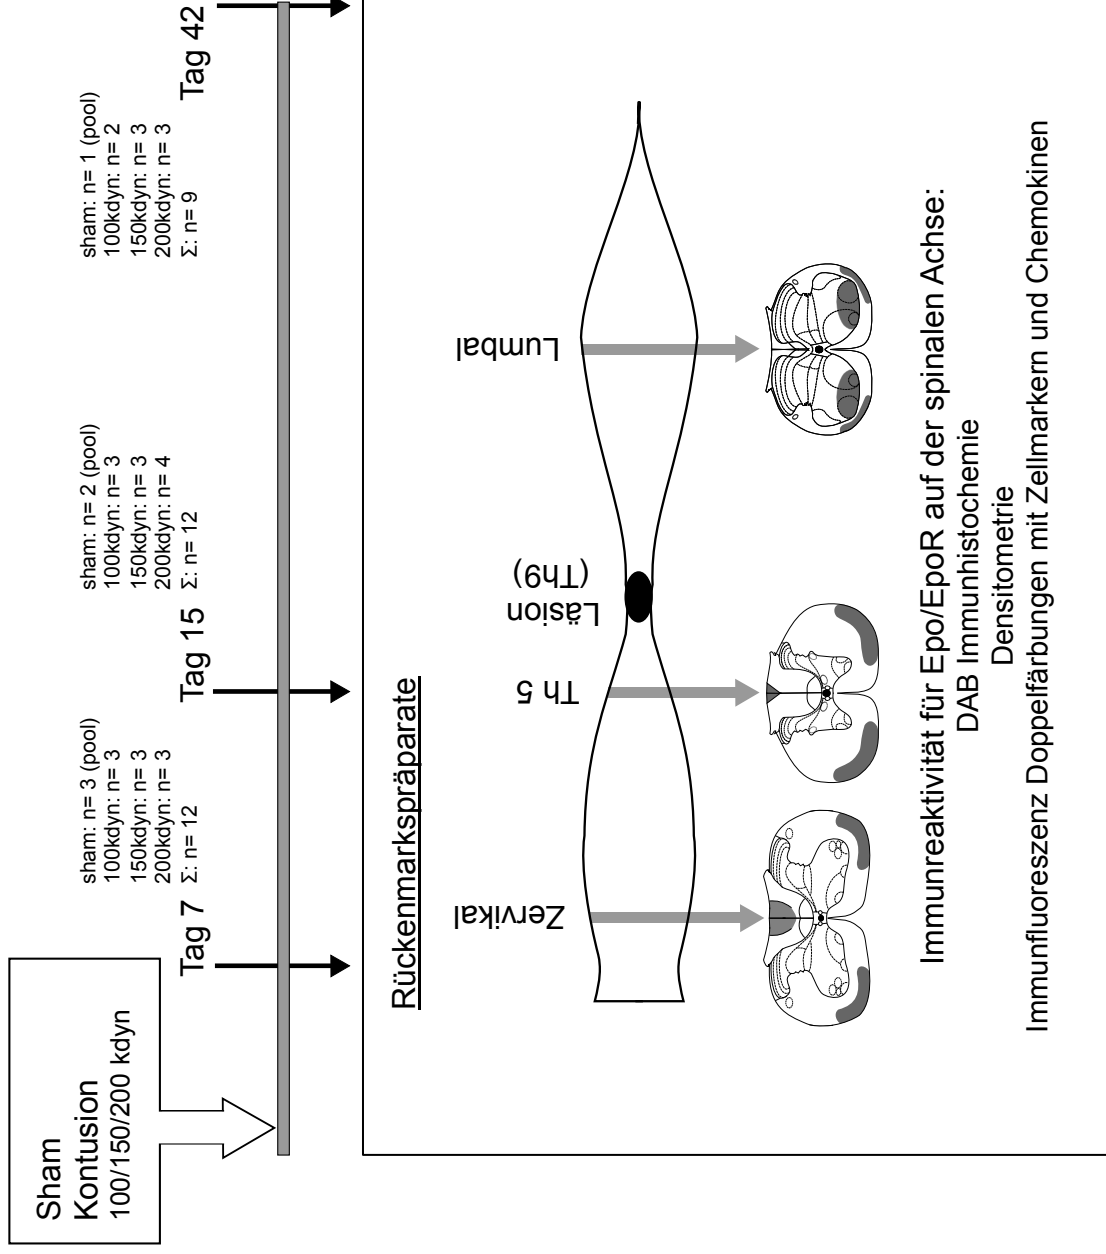 Sham
Kontusion
100/150/200 kdyn
sham: n= 3 (pool)
100kdyn: n= 3
150kdyn: n= 3
200kdyn: n= 3
Σ: n= 12
Tag 7
sham: n= 2 (pool)
100kdyn: n= 3
150kdyn: n= 3
200kdyn: n= 4
Σ: n= 12
Tag 15
sham: n= 1 (pool)
100kdyn: n= 2
150kdyn: n= 3
200kdyn: n= 3
Σ: n= 9
Tag 42
Rückenmarkspräparate
Zervikal
Th 5
Läsion
(Th9)
Lumbal
Immunreaktivität für Epo/EpoR auf der spinalen Achse:
DAB Immunhistochemie
Densitometrie
Immunfluoreszenz Doppelfärbungen mit Zellmarkern und Chemokinen